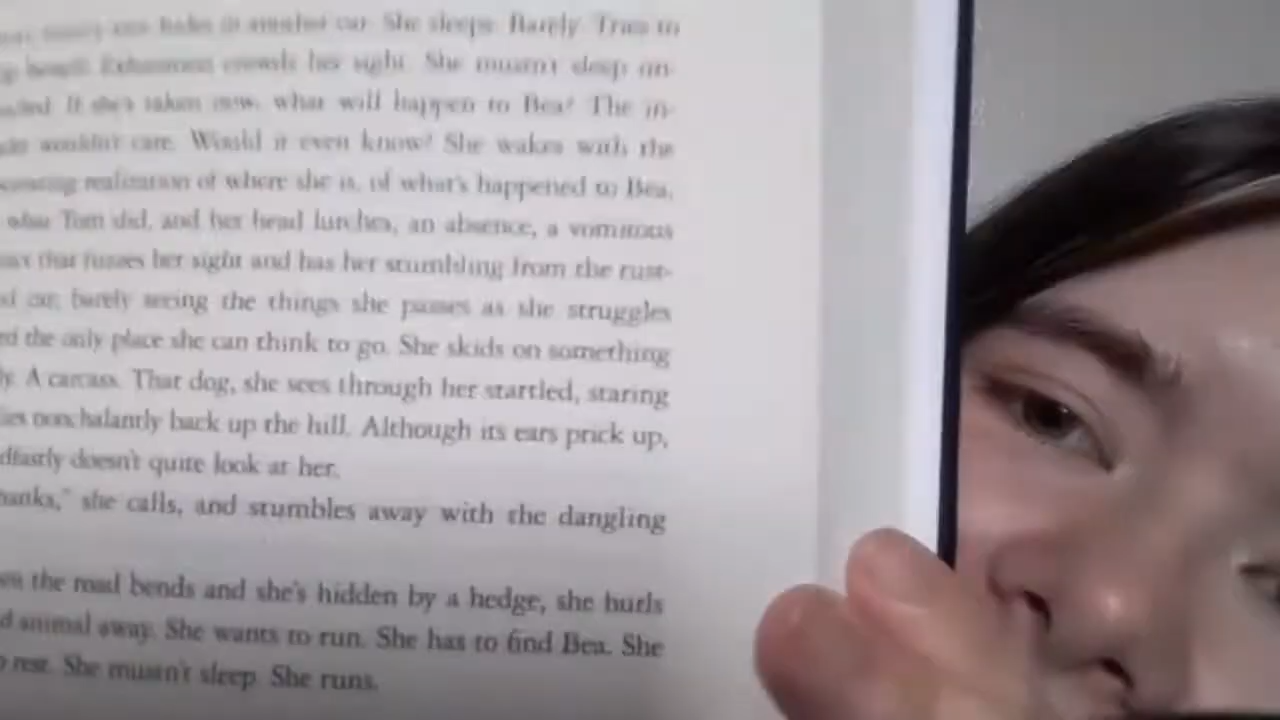 in another car. She sleeps. Barely. Tries to
Exhaustion crowds her sight. She mustn't sleep un-
If she's taken now, what will happen to Bea? The in-
wouldn't care. Would it even know? She wakes with the
realization of where she is, of what's happened to Bea,
what Tom did, and her head lurches, an absence, a vomitous
that fusses her sight and has her stumbling from the rust-
car, barely seeing the things she passes as she struggles
the only place she can think to go. She skids on something
A carcass. That dog, she sees through her startled, staring
nonchalantly back up the hill. Although its ears prick up,
doesn't quite look at her.
she calls, and stumbles away with the dangling
the road bends and she's hidden by a hedge, she hurls
animal away. She wants to run. She has to find Bea. She
rest. She mustn't sleep. She runs.